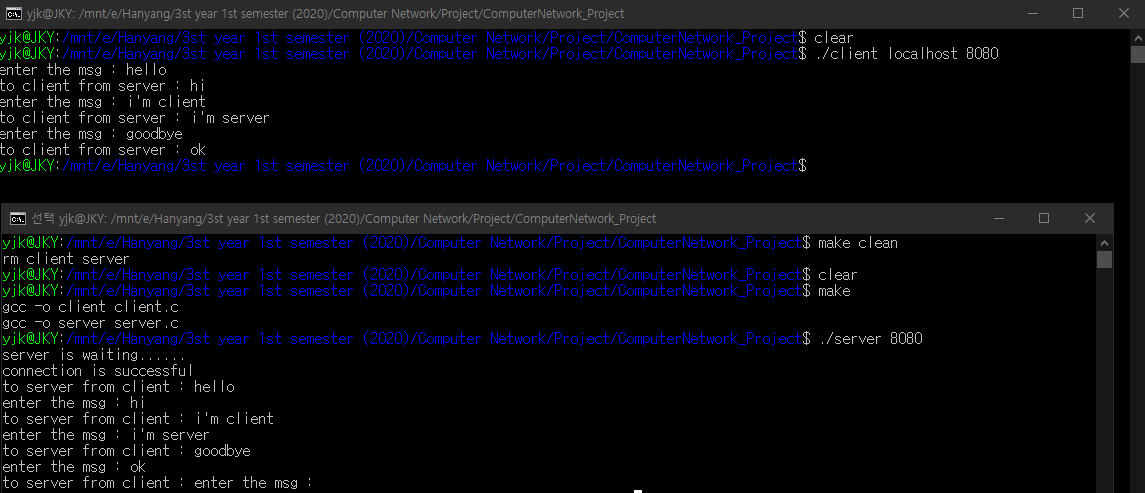 yjk@JKY: /mnt/e/Hanyang/3st year 1st semester (2020)/Computer Network/Project/ComputerNetwork_Project
yjk@JKY:/mnt/e/Hanyang/3st year 1st semester (2020)/Computer Network/Project/ComputerNetwork_Project$ clear
yjk@JKY:/mnt/e/Hanyang/3st year 1st semester (2020)/Computer Network/Project/ComputerNetwork_Project$ ./client localhost 8080
enter the msg : hello
to client from server : hi
enter the msg : i'm client
to client from server : i'm server
enter the msg : goodbye
to client from server : ok
yjk@JKY:/mnt/e/Hanyang/3st year 1st semester (2020)/Computer Network/Project/ComputerNetwork_Project$
선택 yjk@JKY: /mnt/e/Hanyang/3st year 1st semester (2020)/Computer Network/Project/ComputerNetwork_Project
yjk@JKY:/mnt/e/Hanyang/3st year 1st semester (2020)/Computer Network/Project/ComputerNetwork_Project$ make clean
rm client server
yjk@JKY:/mnt/e/Hanyang/3st year 1st semester (2020)/Computer Network/Project/ComputerNetwork_Project$ clear
yjk@JKY:/mnt/e/Hanyang/3st year 1st semester (2020)/Computer Network/Project/ComputerNetwork_Project$ make
gcc -o client client.c
gcc -o server server.c
yjk@JKY:/mnt/e/Hanyang/3st year 1st semester (2020)/Computer Network/Project/ComputerNetwork_Project$ ./server 8080
server is waiting......
connection is successful
to server from client : hello
enter the msg : hi
to server from client : i'm client
enter the msg : i'm server
to server from client : goodbye
enter the msg : ok
to server from client : enter the msg :